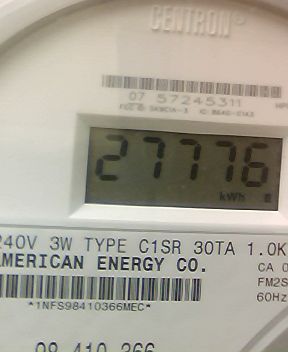 CENTRON®
07 57245311
27776
kWh
240V 3W TYPE C1SR 30TA 1.0K
AMERICAN ENERGY CO.
CA 0
FM2S
60Hz
*1NFS98410366MEC*
98 410 366